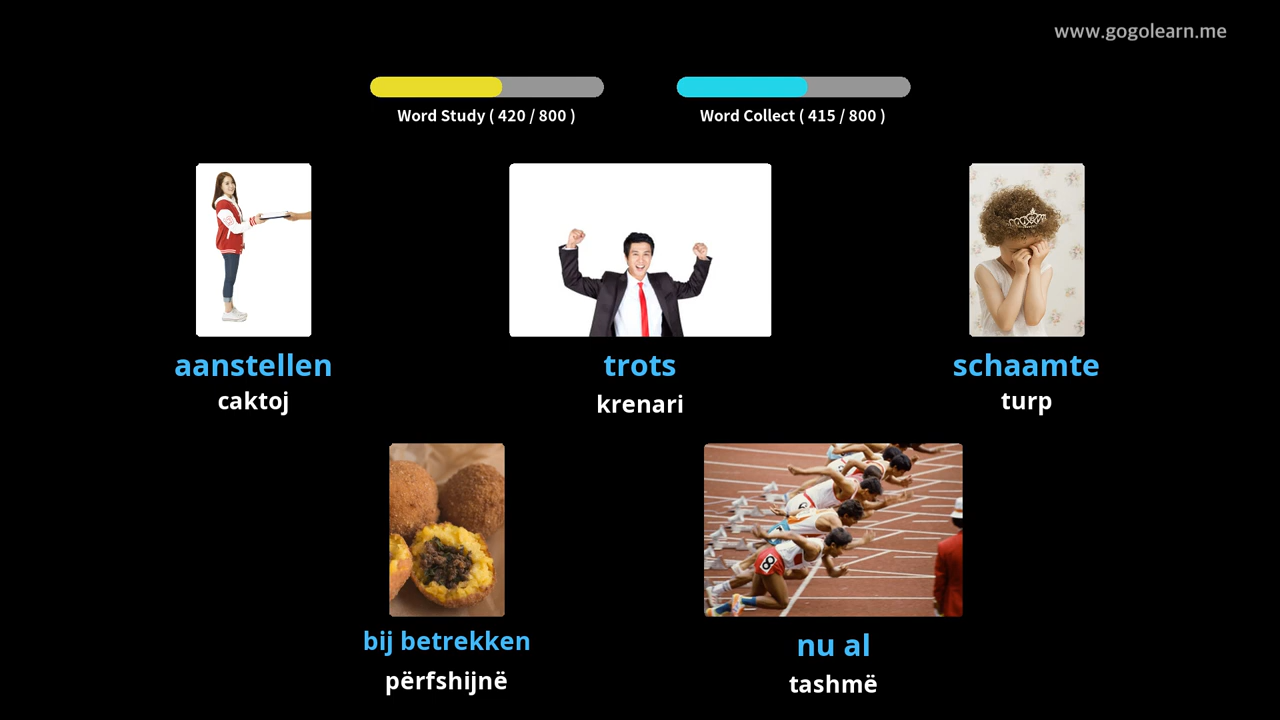 www.gogolearn.me
Word Study ( 420 / 800 )
Word Collect ( 415 / 800 )
aanstellen
caktoj
trots
krenari
schaamte
turp
bij betrekken
përfshijnë
nu al
tashmë